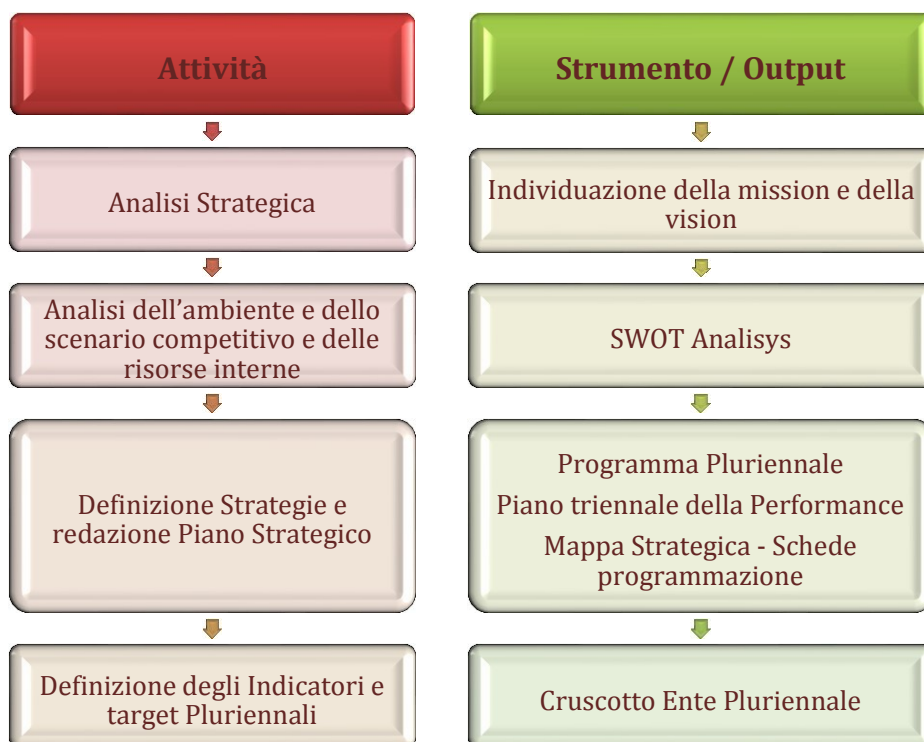 Attività
Analisi Strategica
Analisi dell'ambiente e dello
scenario competitivo e delle
risorse interne
Definizione Strategie e
redazione Piano Strategico
Definizione degli Indicatori e
target Pluriennali
Strumento / Output
Individuazione della mission e della
vision
SWOT Analisys
Programma Pluriennale
Piano triennale della Performance
Mappa Strategica - Schede
programmazione
Cruscotto Ente Pluriennale